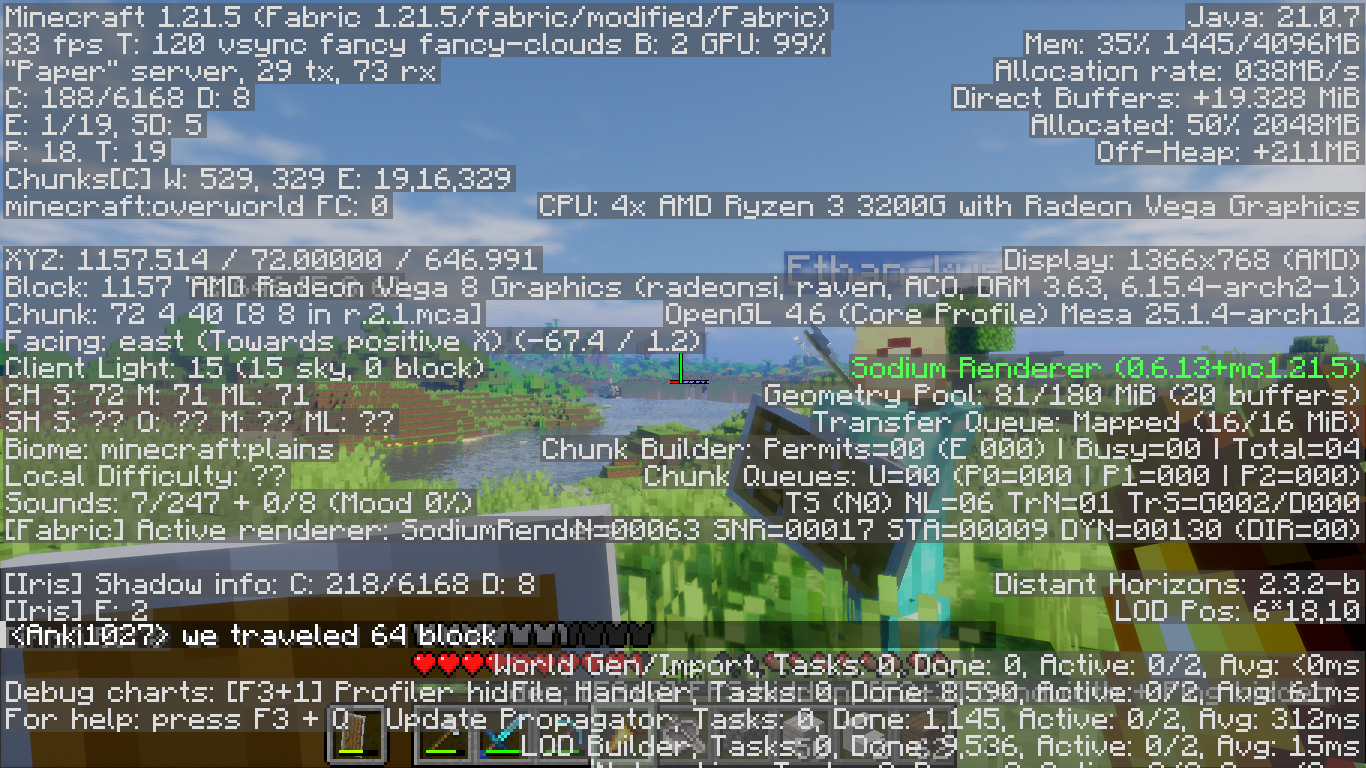 Minecraft 1.21.5 (Fabric 1.21.5/fabric/modified/Fabric)
33 fps T: 120 vsync fancy fancy-clouds B: 2 GPU: 99%
"Paper" server, 29 tx, 73 rx
C: 188/6168 D: 8
E: 1/19, SD: 5
P: 18. T: 19
Chunks[C] W: 529, 329 E: 19,16,329
minecraft:overworld FC: 0
XYZ: 1157.514 / 72.00000 / 646.991
Block: 1157
Chunk: 72 4 40 [8 8 in r.2.1.mca]
Facing: east (Towards positive X) (-67.4 / 1.2)
Client Light: 15 (15 sky, 0 block)
CH S: 72 M: 71 ML: 71
SH S: ?? O: ?? M: ?? ML: ??
Biome: minecraft:plains
Local Difficulty: ??
Sounds: 7/247 + 0/8 (Mood 0%)
[Fabric] Active renderer: SodiumRende
[Iris] Shadow info: C: 218/6168 D: 8
[Iris] E: 2
<Anki1027> we traveled 64 block
Debug charts: [F3+1] Profiler hidde
For help: press F3 + Q
Java: 21.0.7
Mem: 35% 1445/4096MB
Allocation rate: 038MB/s
Direct Buffers: +19.328 MiB
Allocated: 50% 2048MB
Off-Heap: +211MB
CPU: 4x AMD Ryzen 3 3200G with Radeon Vega Graphics
Display: 1366x768 (AMD)
AMD Radeon Vega 8 Graphics (radeonsi, raven, ACO, DRM 3.63, 6.15.4-arch2-1)
OpenGL 4.6 (Core Profile) Mesa 25.1.4-arch1.2
Sodium Renderer (0.6.13+mc1.21.5)
Geometry Pool: 81/180 MiB (20 buffers)
Transfer Queue: Mapped (16/16 MiB)
Chunk Builder: Permits=00 (E 000) | Busy=00 | Total=04
Chunk Queues: U=00 (P0=000 | P1=000 | P2=000)
TS (N0) NL=06 TrN=01 TrS=G002/D000
N=00063 SNR=00017 STA=00009 DYN=00130 (DIR=00)
Distant Horizons: 2.3.2-b
LOD Pos: 6*18,10
World Gen/Import, Tasks: 0, Done: 0, Active: 0/2, Avg: <0ms
Handler, Tasks: 0, Done: 8,590, Active: 0/2, Avg: 61ms
Update Propagator, Tasks: 0, Done: 1,145, Active: 0/2, Avg: 312ms
LOD Builder, Tasks: 0, Done: 9,536, Active: 0/2, Avg: 15ms